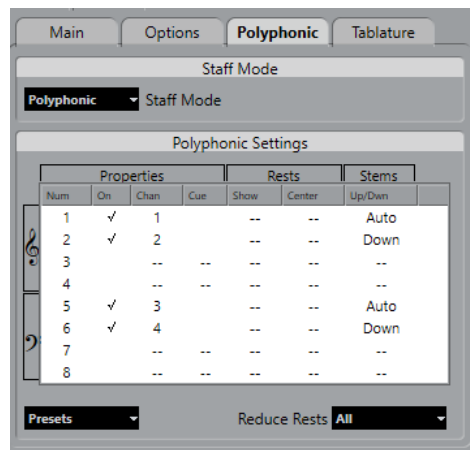 Main Options Polyphonic Tablature
Staff Mode
Polyphonic Staff Mode
Polyphonic Settings
Properties Rests Stems
Num On Chan Cue Show Center Up/Dwn
1 √ 1 -- -- Auto
2 √ 2 -- -- Down
3 -- -- -- -- --
4 -- -- -- -- --
5 √ 3 -- -- Auto
6 √ 4 -- -- Down
7 -- -- -- -- --
8 -- -- -- -- --
Presets Reduce Rests All